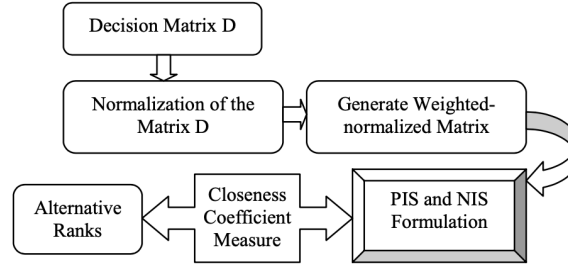 Decision Matrix D
Normalization of the
Matrix D
Generate Weighted-
normalized Matrix
PIS and NIS
Formulation
Closeness
Coefficient
Measure
Alternative
Ranks